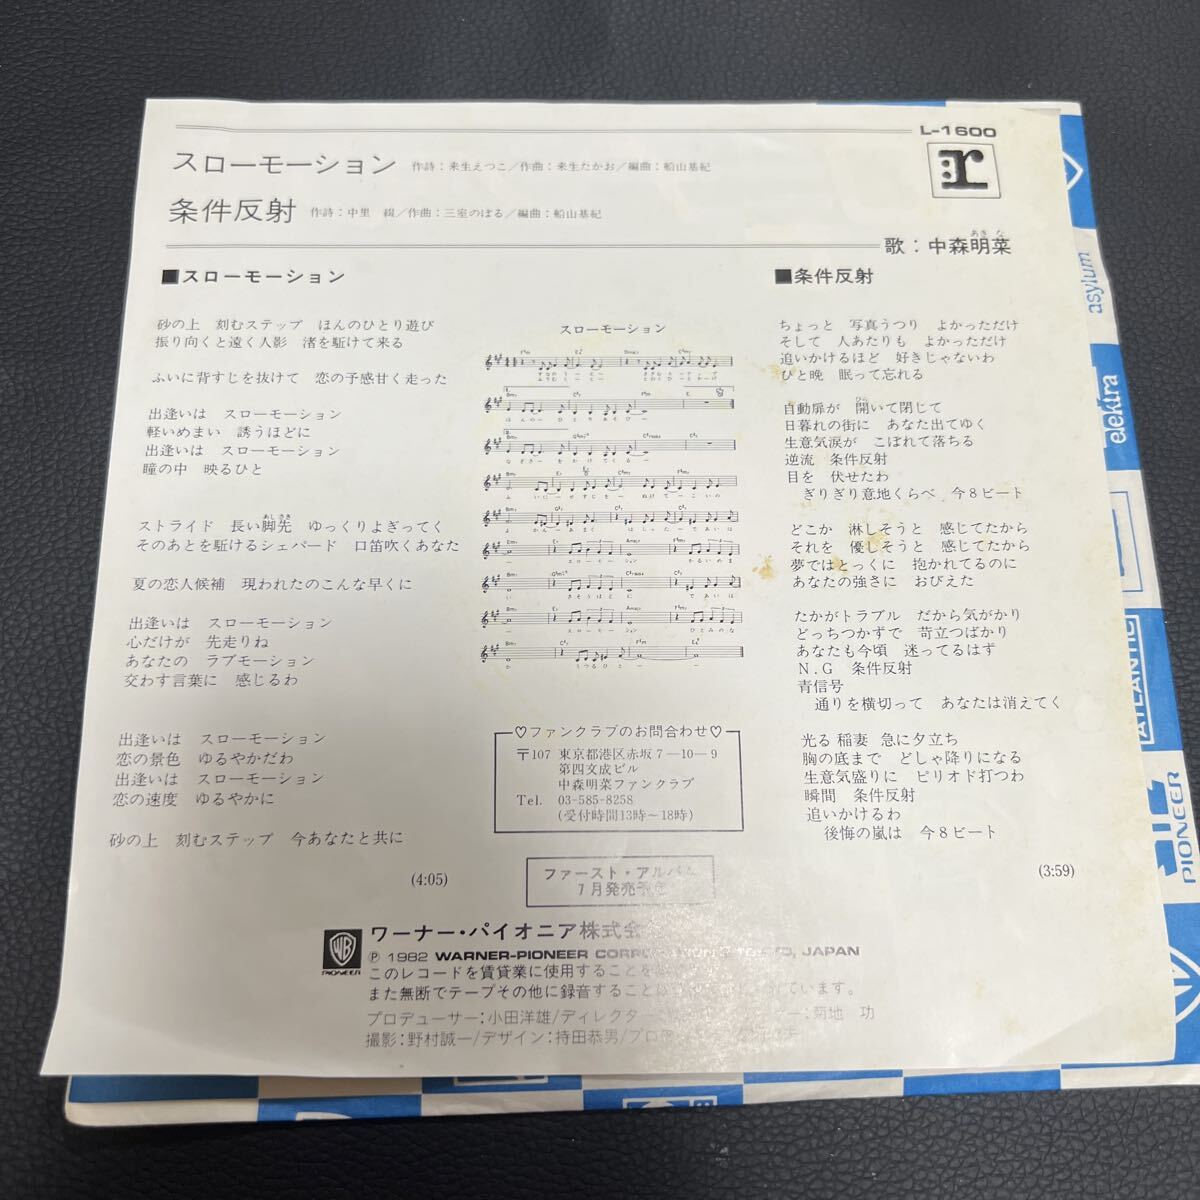 L-1600
スローモーション 作詩：来生えつこ／作曲：来生たかお／編曲：船山基紀
条件反射 作詩：中里 綴／作曲：三室のぼる／編曲：船山基紀
歌：中森明菜
あき な
■スローモーション
砂の上 刻むステップ ほんのひとり遊び
振り向くと遠く人影 渚を駈けて来る
ふいに背すじを抜けて 恋の予感甘く走った
出逢いは スローモーション
軽いめまい 誘うほどに
出逢いは スローモーション
瞳の中 映るひと
ストライド 長い脚先 ゆっくりよぎってく
あし さき
そのあとを駈けるシェパード 口笛吹くあなた
夏の恋人候補 現われたのこんな早くに
出逢いは スローモーション
心だけが 先走りね
あなたの ラブモーション
交わす言葉に 感じるわ
出逢いは スローモーション
恋の景色 ゆるやかだわ
出逢いは スローモーション
恋の速度 ゆるやかに
砂の上 刻むステップ 今あなたと共に
(4:05)
スローモーション
♡ファンクラブのお問合わせ♡
〒107 東京都港区赤坂7－10－9
第四文成ビル
中森明菜ファンクラブ
Tel. 03-585-8258
(受付時間13時～18時)
ファースト・アルバム
7月発売予定
■条件反射
ちょっと 写真うつり よかっただけ
そして 人あたりも よかっただけ
追いかけるほど 好きじゃないわ
ひと晩 眠って忘れる
自動扉が 開いて閉じて
ひら
日暮れの街に あなた出てゆく
生意気涙が こぼれて落ちる
逆流 条件反射
目を 伏せたわ
ぎりぎり意地くらべ 今8ビート
どこか 淋しそうと 感じてたから
それを 優しそうと 感じてたから
夢ではとっくに 抱かれてるのに
あなたの強さに おびえた
たかがトラブル だから気がかり
どっちつかずで 苛立つばかり
あなたも今頃 迷ってるはず
N.G 条件反射
青信号
通りを横切って あなたは消えてく
光る 稲妻 急に夕立ち
胸の底まで どしゃ降りになる
生意気盛りに ピリオド打つわ
瞬間 条件反射
追いかけるわ
後悔の嵐は 今8ビート
(3:59)
PIONEER
ワーナー・パイオニア株式会
Ⓟ 1982 WARNER-PIONEER CORPORATION, TOKYO, JAPAN
このレコードを賃貸業に使用することを
また無断でテープその他に録音すること ています。
プロデューサー：小田洋雄／ディレクター 菊地 功
撮影：野村誠一／デザイン：持田恭男／プロ
asylum
elektra
ATLANTIC
PIONEER